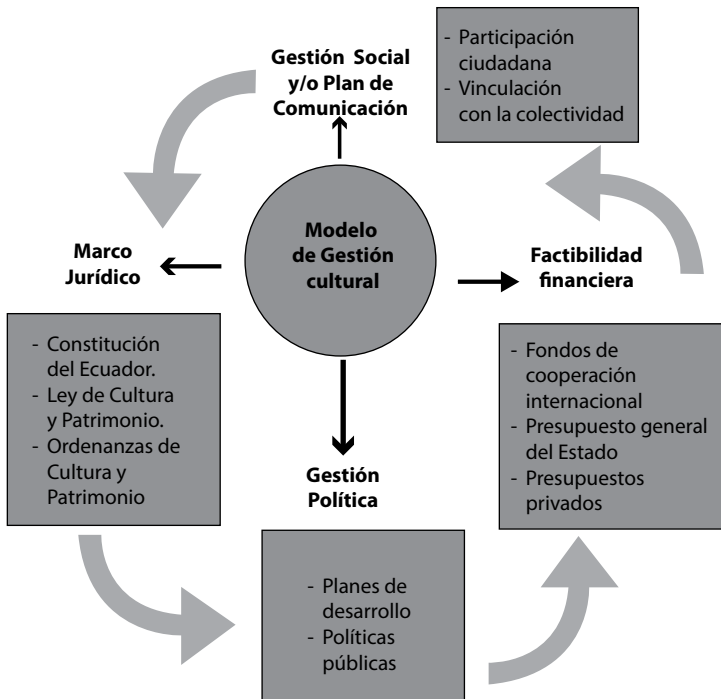 Gestión Social
y/o Plan de
Comunicación
- Participación
ciudadana
- Vinculación
con la colectividad
Modelo
de Gestión
cultural
Marco
Jurídico
Factibilidad
financiera
- Constitución
del Ecuador.
- Ley de Cultura
y Patrimonio.
- Ordenanzas de
Cultura y
Patrimonio
- Fondos de
cooperación
internacional
- Presupuesto general
del Estado
- Presupuestos
privados
Gestión
Política
- Planes de
desarrollo
- Políticas
públicas